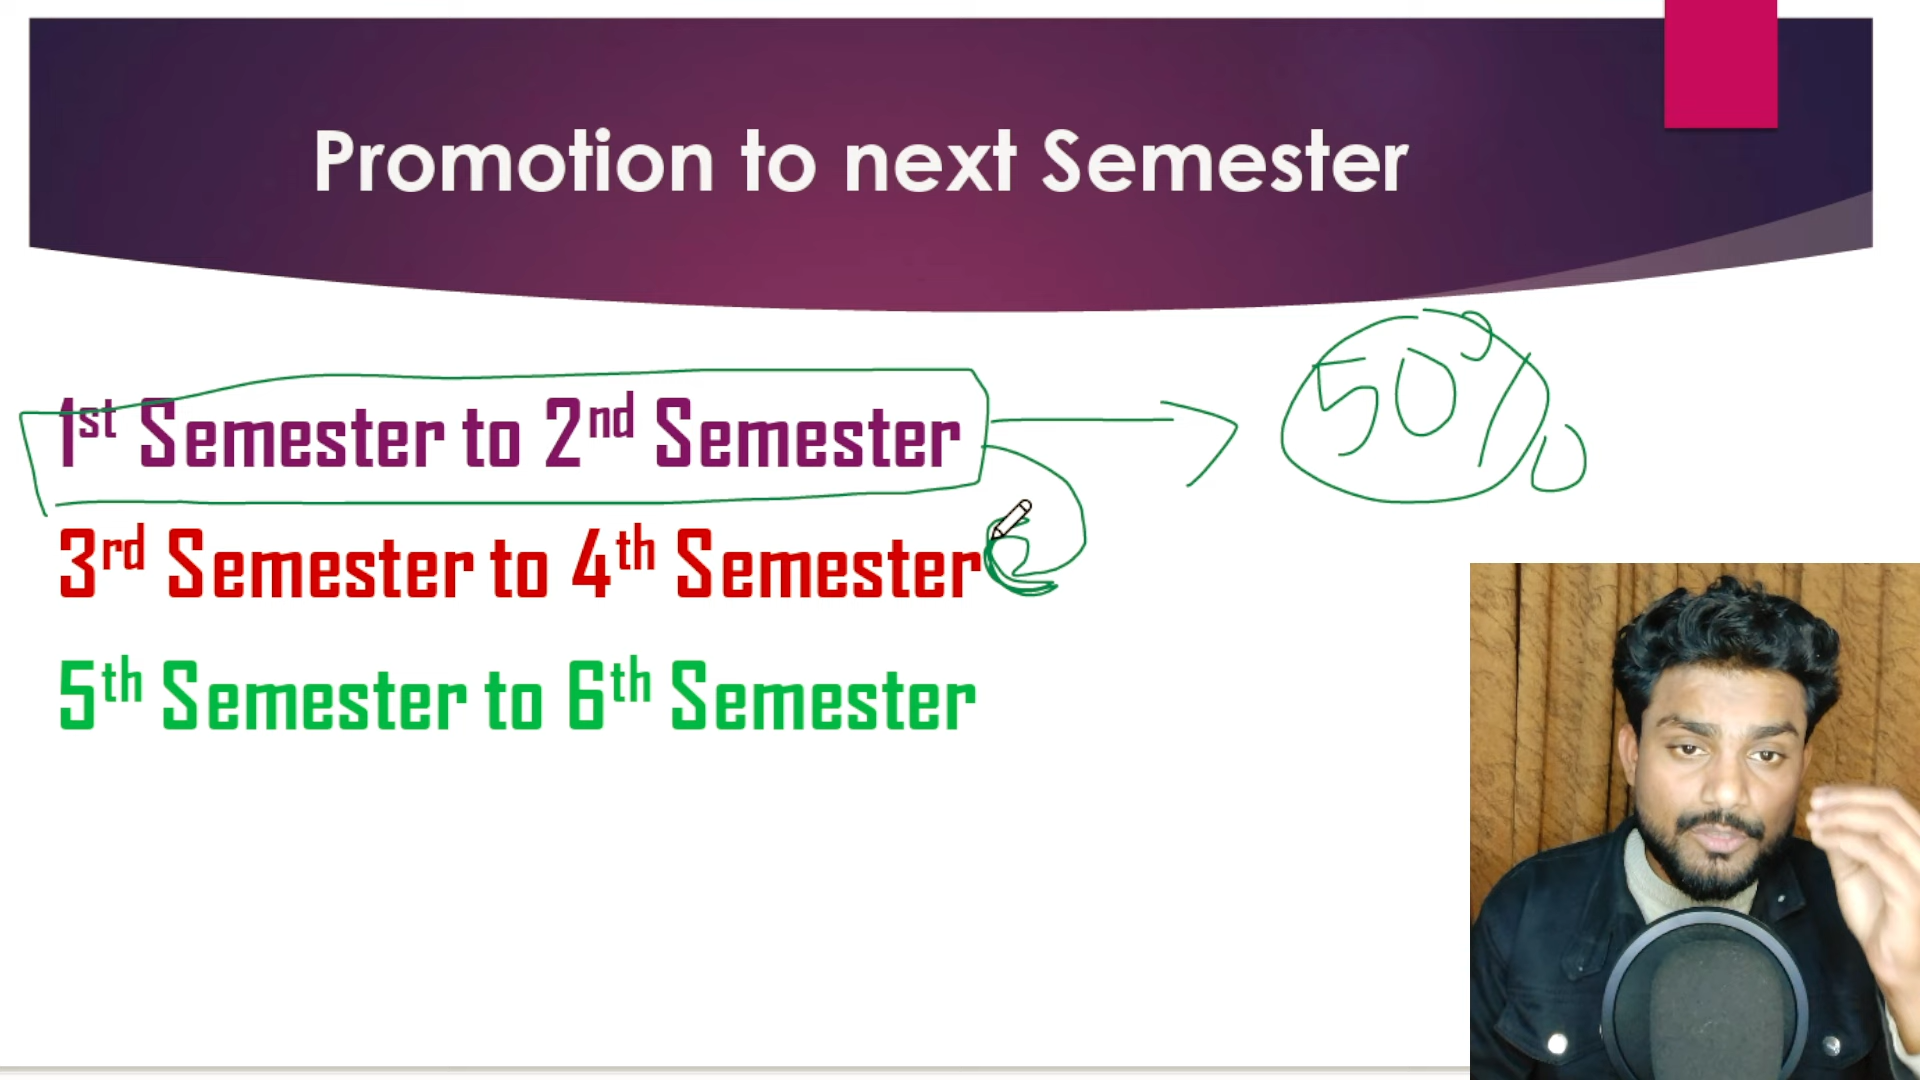 Promotion to next Semester
1st Semester to 2nd Semester
50%
3rd Semester to 4th Semester
5th Semester to 6th Semester